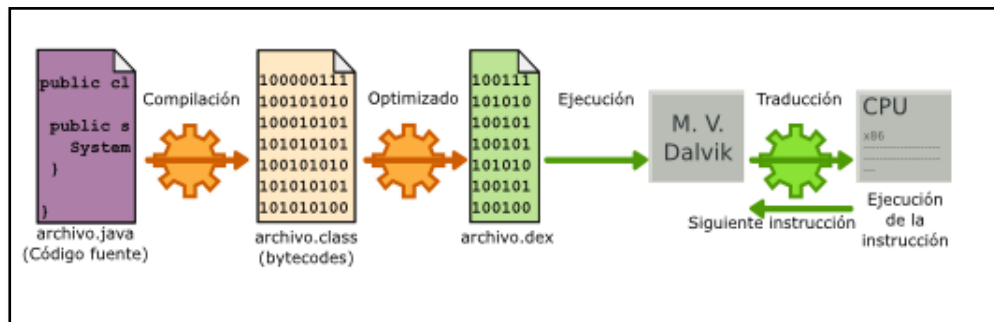 public cl
public s
System
}
}
archivo.java
(Código fuente)
Compilación
100000111
100101010
100010101
101010101
100101010
101010101
101010100
archivo.class
(bytecodes)
Optimizado
100111
101010
100101
100101
101010
100101
100100
archivo.dex
Ejecución
M. V.
Dalvik
Traducción
Siguiente instrucción
CPU
x86
Ejecución
de la
instrucción